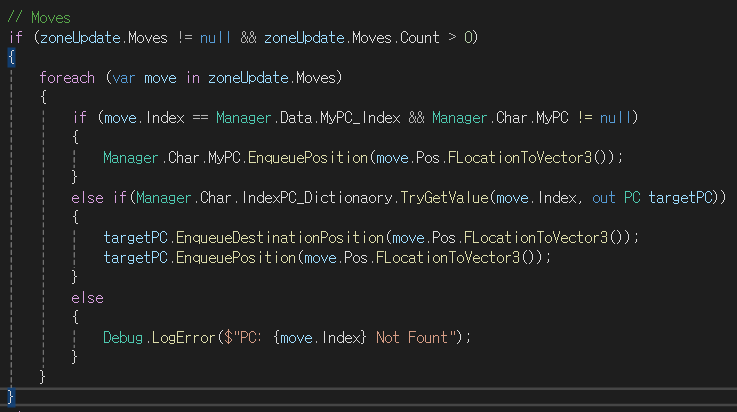 // Moves
if (zoneUpdate.Moves != null && zoneUpdate.Moves.Count > 0)
{
foreach (var move in zoneUpdate.Moves)
{
if (move.Index == Manager.Data.MyPC_Index && Manager.Char.MyPC != null)
{
Manager.Char.MyPC.EnqueuePosition(move.Pos.FLocationToVector3());
}
else if(Manager.Char.IndexPC_Dictionaory.TryGetValue(move.Index, out PC targetPC))
{
targetPC.EnqueueDestinationPosition(move.Pos.FLocationToVector3());
targetPC.EnqueuePosition(move.Pos.FLocationToVector3());
}
else
{
Debug.LogError($"PC: {move.Index} Not Fount");
}
}
}